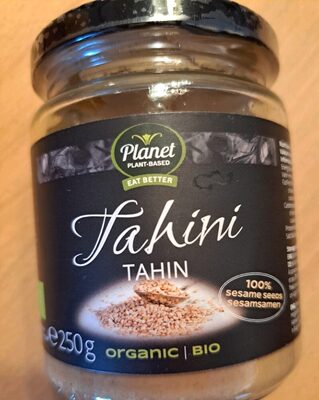 Planet
PLANT-BASED
EAT BETTER
Tahini
TAHIN
100%
sesame seeds
sesamsamen
℮250g
organic | BIO